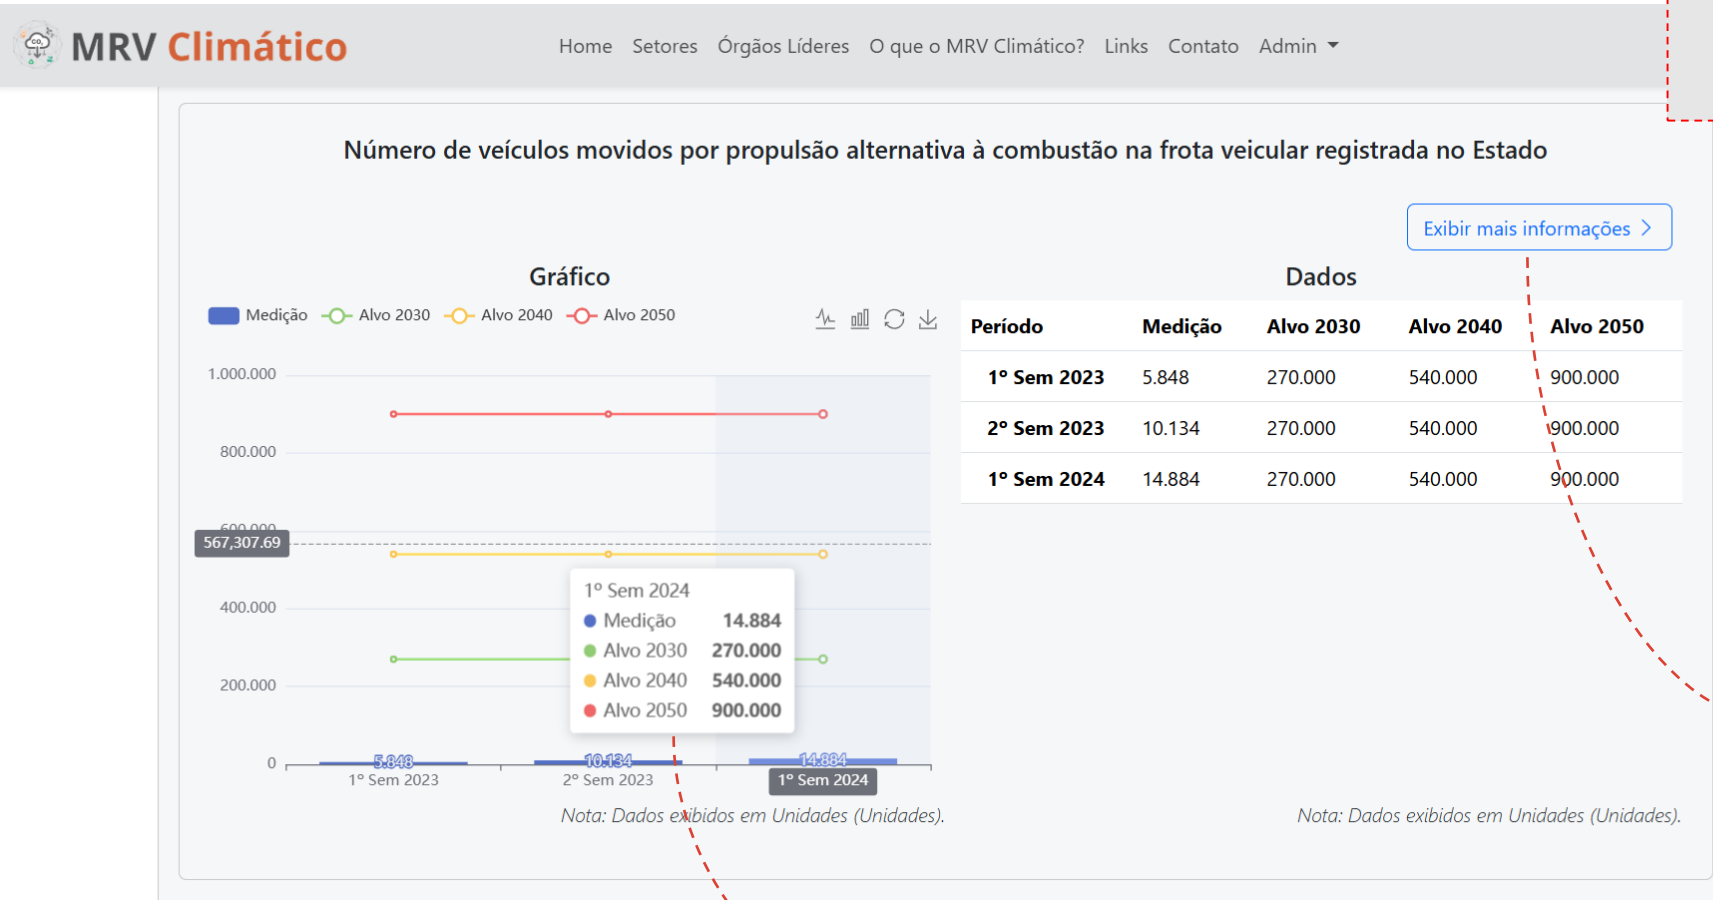 MRV Climático
Home Setores Órgãos Líderes O que o MRV Climático? Links Contato Admin
Número de veículos movidos por propulsão alternativa à combustão na frota veicular registrada no Estado
Exibir mais informações
Gráfico
Medição Alvo 2030 Alvo 2040 Alvo 2050
1.000.000
800.000
600.000
567,307.69
400.000
200.000
0
1º Sem 2024
Medição 14.884
Alvo 2030 270.000
Alvo 2040 540.000
Alvo 2050 900.000
5.848 10.134 14.884
1º Sem 2023 2º Sem 2023 1º Sem 2024
Nota: Dados exibidos em Unidades (Unidades).
Dados
Período Medição Alvo 2030 Alvo 2040 Alvo 2050
1º Sem 2023 5.848 270.000 540.000 900.000
2º Sem 2023 10.134 270.000 540.000 900.000
1º Sem 2024 14.884 270.000 540.000 900.000
Nota: Dados exibidos em Unidades (Unidades).